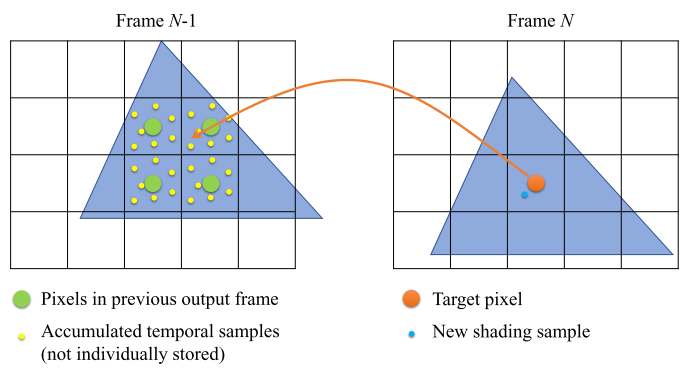 Frame N-1
Frame N
Pixels in previous output frame
Accumulated temporal samples
(not individually stored)
Target pixel
New shading sample